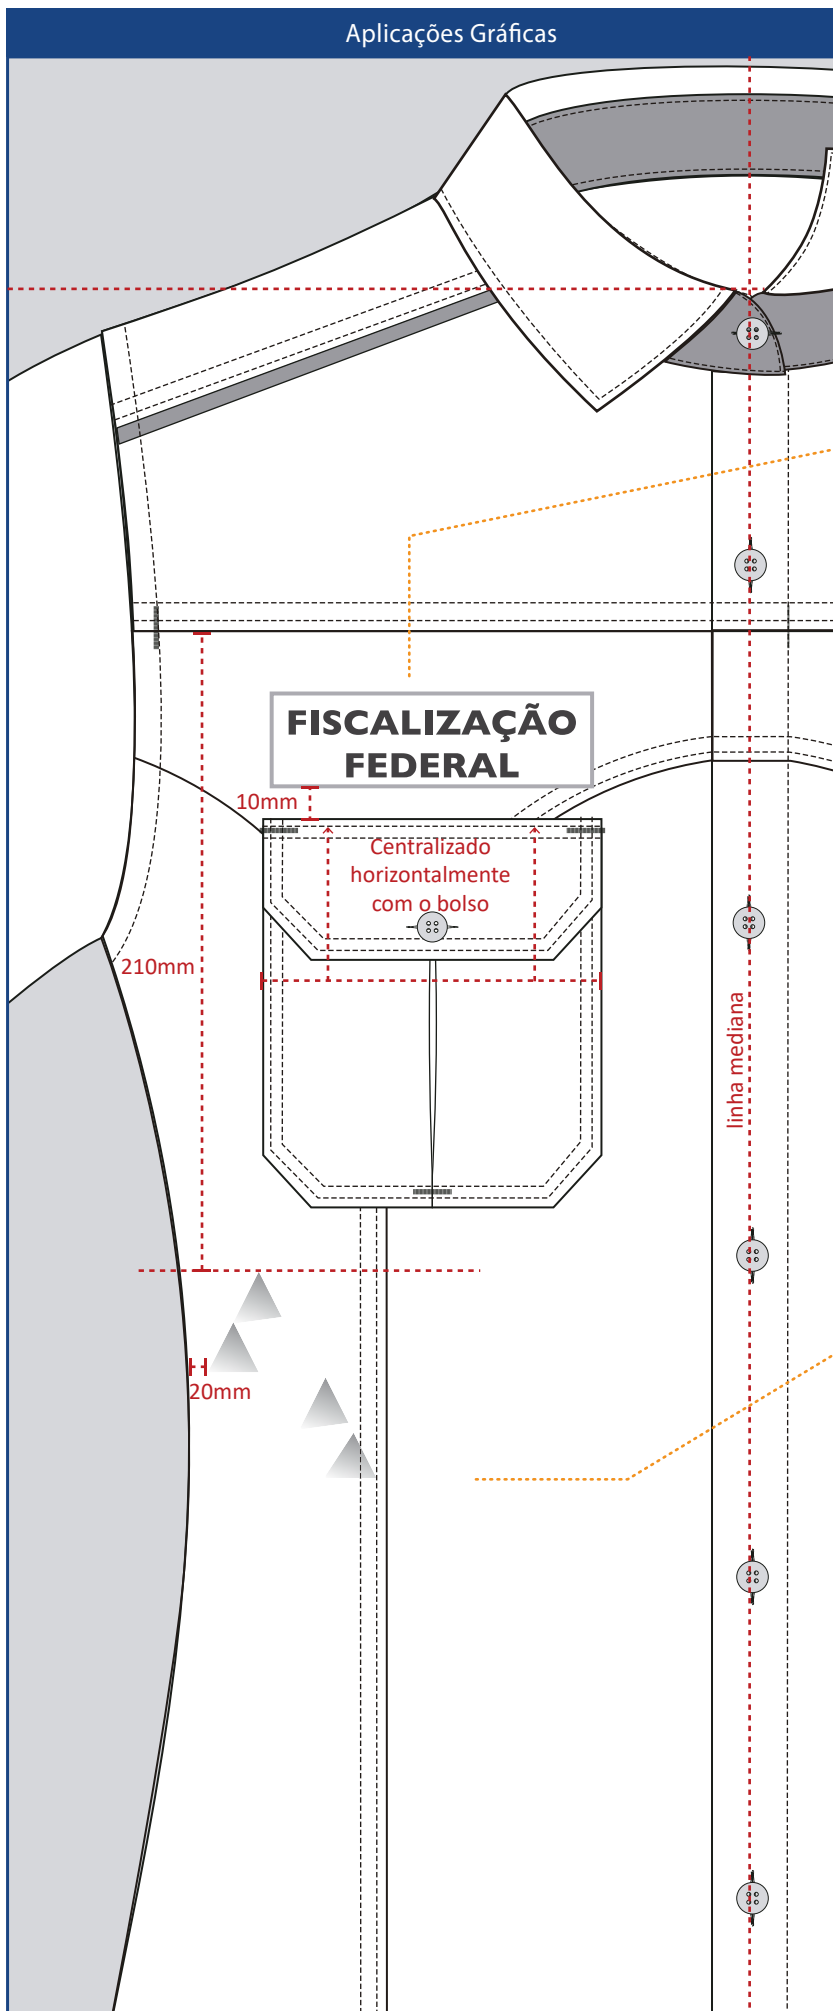 Aplicações Gráficas
FISCALIZAÇÃO
FEDERAL
10mm
Centralizado
horizontalmente
com o bolso
210mm
linha mediana
20mm